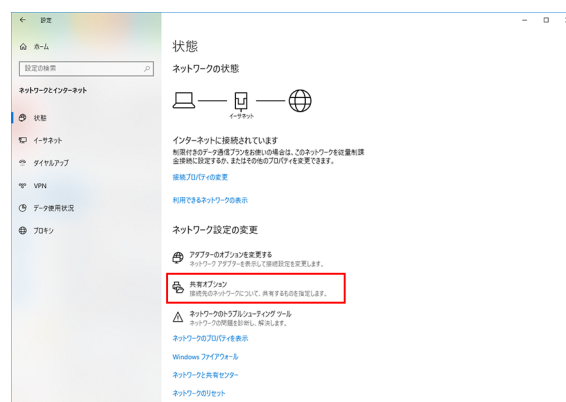 設定
ホーム
設定の検索
ネットワークとインターネット
状態
イーサネット
ダイヤルアップ
VPN
データ使用状況
プロキシ
状態
ネットワークの状態
イーサネット
インターネットに接続されています
制限付きのデータ通信プランをお使いの場合は、このネットワークを従量制課
金接続に設定するか、またはその他のプロパティを変更できます。
接続プロパティの変更
利用できるネットワークの表示
ネットワーク設定の変更
アダプターのオプションを変更する
ネットワーク アダプターを表示して接続設定を変更します。
共有オプション
接続先のネットワークについて、共有するものを指定します。
ネットワークのトラブルシューティング ツール
ネットワークの問題を診断し、解決します。
ネットワークのプロパティを表示
Windows ファイアウォール
ネットワークと共有センター
ネットワークのリセット